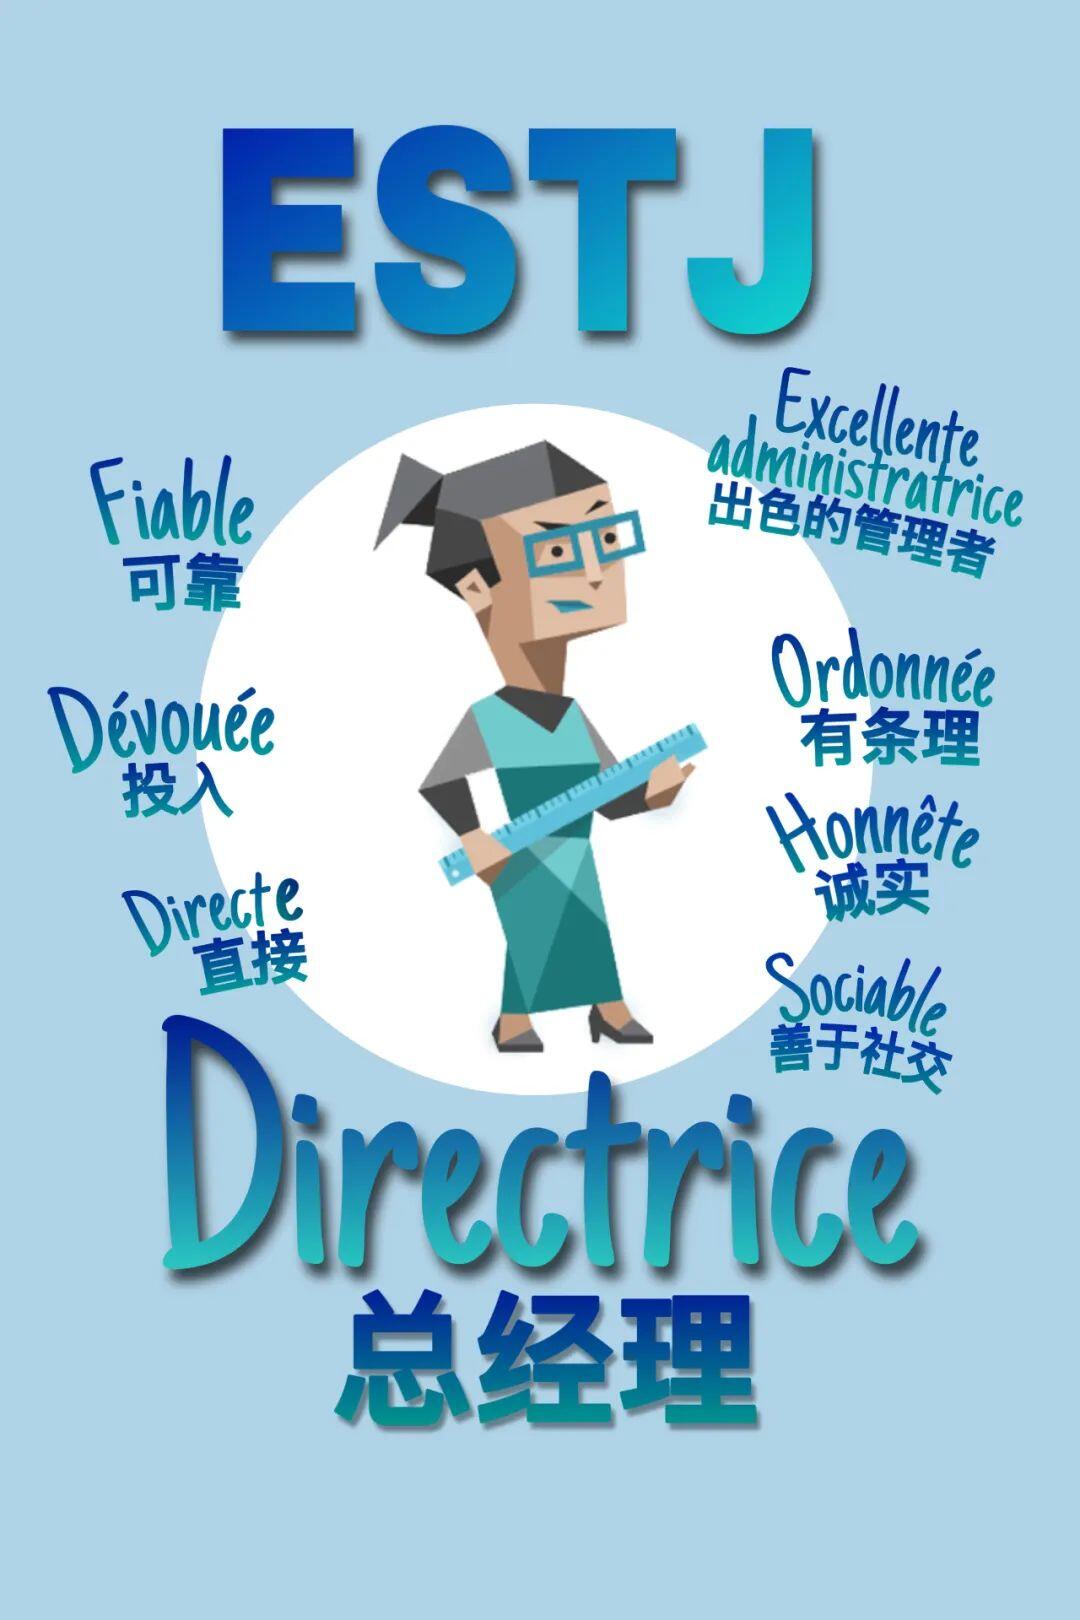 ESTJ
Fiable
可靠
Dévouée
投入
Directe
直接
Excellente
administratrice
出色的管理者
Ordonnée
有条理
Honnête
诚实
Sociable
善于社交
Directrice
总经理